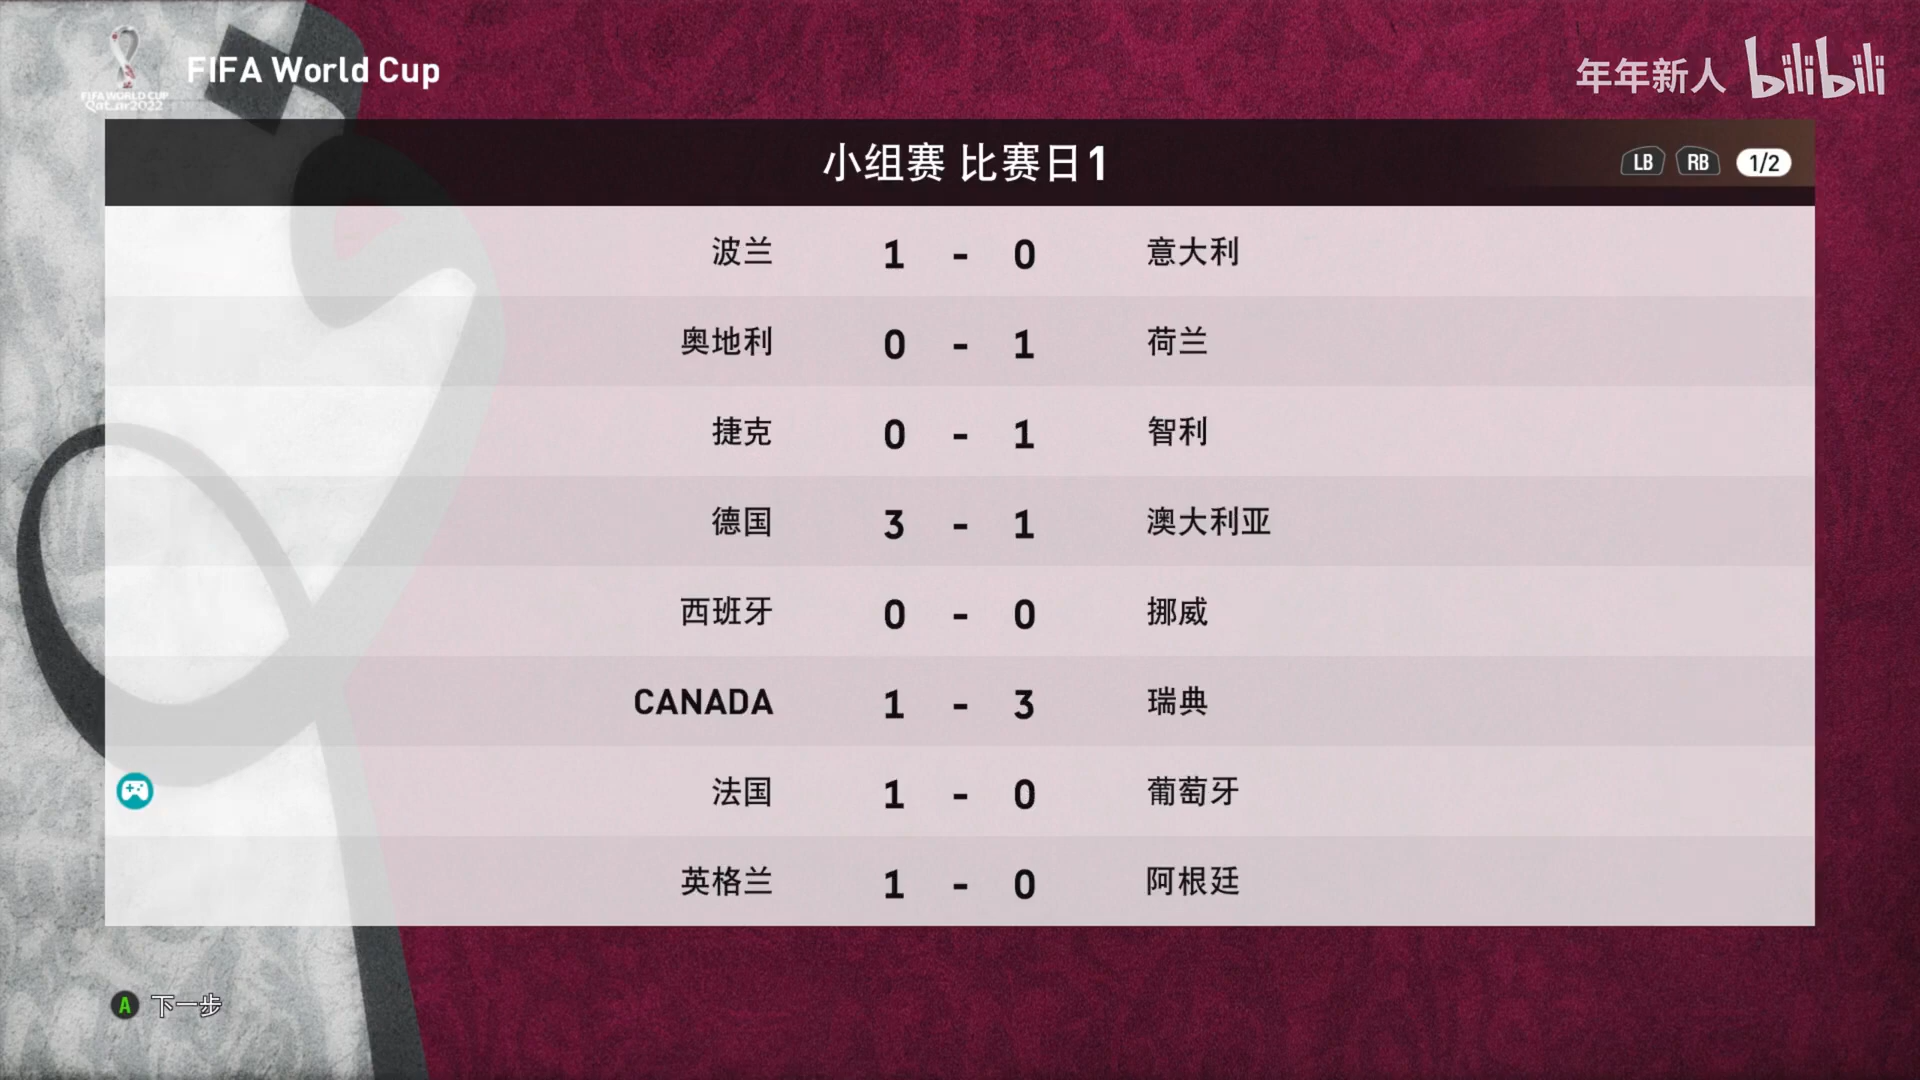 FIFA World Cup
FIFA WORLD CUP
Qatar2022
年年新人 bilibili
小组赛 比赛日1
LB RB 1/2
波兰 1 - 0 意大利
奥地利 0 - 1 荷兰
捷克 0 - 1 智利
德国 3 - 1 澳大利亚
西班牙 0 - 0 挪威
CANADA 1 - 3 瑞典
法国 1 - 0 葡萄牙
英格兰 1 - 0 阿根廷
A 下一步